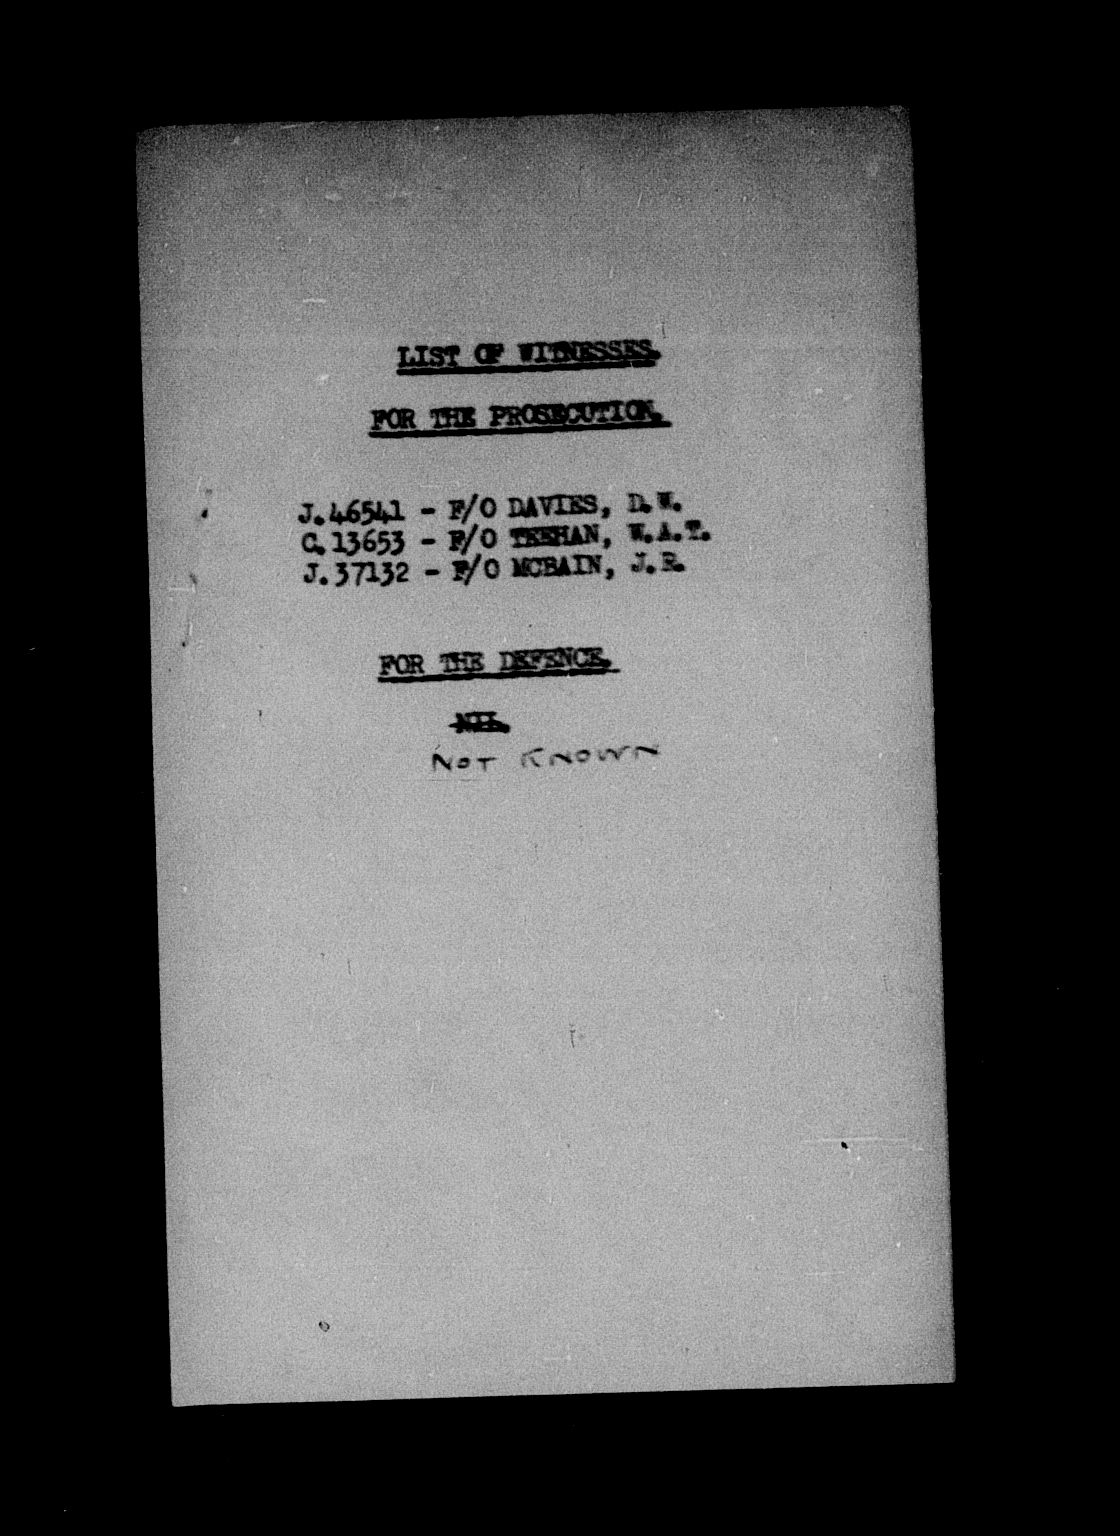 LIST OF WITNESSES.
FOR THE PROSECUTION.
J.46541 - F/O DAVIES, D.W.
C.13653 - F/O TEEHAN, W.A.T.
J.37132 - F/O MCBAIN, J.R.
FOR THE DEFENCE.
NIL.
NOT KNOWN